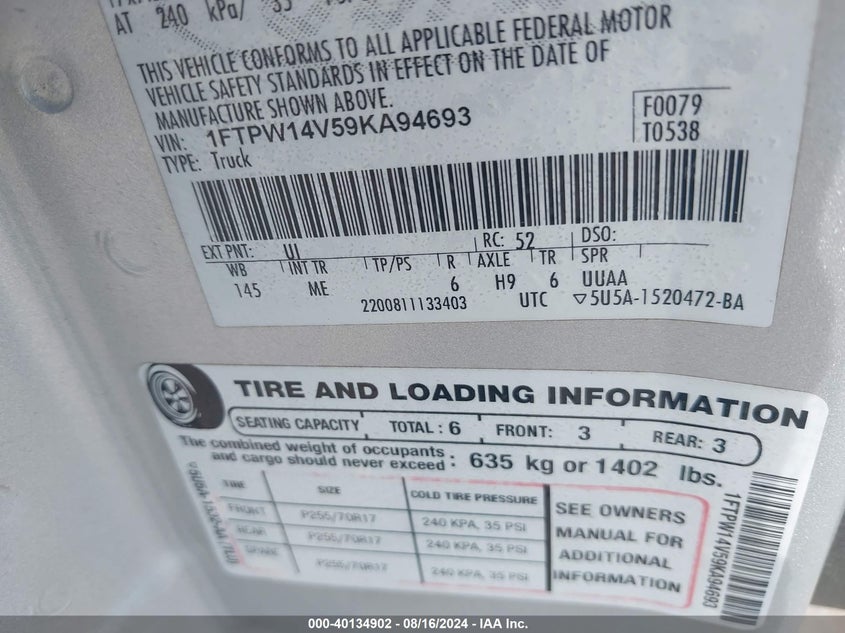 AT 240 kPa/ 35
THIS VEHICLE CONFORMS TO ALL APPLICABLE FEDERAL MOTOR
VEHICLE SAFETY STANDARDS IN EFFECT ON THE DATE OF
MANUFACTURE SHOWN ABOVE.
VIN: 1FTPW14V59KA94693
TYPE: Truck
F0079
T0538
EXT PNT: UI RC: 52 DSO:
WB INT TR TP/PS R AXLE TR SPR
145 ME 6 H9 6 UUAA
2200811133403 UTC ▽5U5A-1520472-BA
TIRE AND LOADING INFORMATION
SEATING CAPACITY TOTAL : 6 FRONT: 3 REAR: 3
The combined weight of occupants
and cargo should never exceed : 635 kg or 1402 lbs.
TIRE SIZE COLD TIRE PRESSURE
FRONT P255/70R17 240 KPA, 35 PSI
REAR P255/70R17 240 KPA, 35 PSI
SPARE P255/70R17 240 KPA, 35 PSI
SEE OWNERS
MANUAL FOR
ADDITIONAL
INFORMATION
1FTPW14V59KA94693
000-40134902 - 08/16/2024 - IAA Inc.